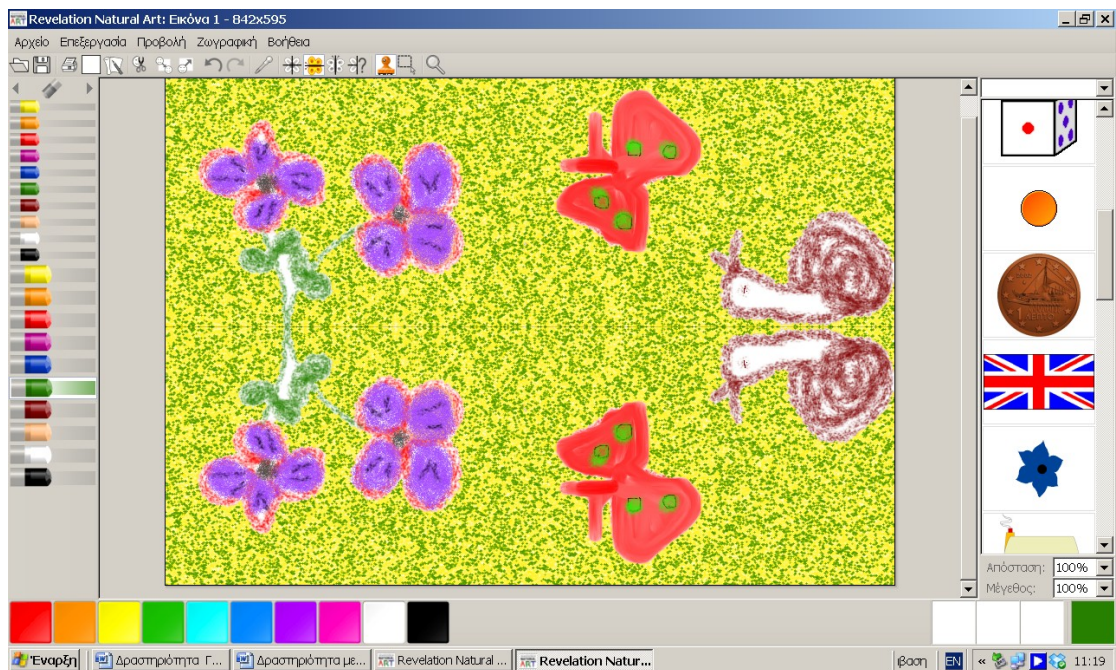 Revelation Natural Art: Εικόνα 1 - 842x595
Αρχείο Επεξεργασία Προβολή Ζωγραφική Βοήθεια
Απόσταση: 100%
Μέγεθος: 100%
Έναρξη Δραστηριότητα Γ... Δραστηριότητα με... Revelation Natural ... Revelation Natur... βαση EN « 11:19